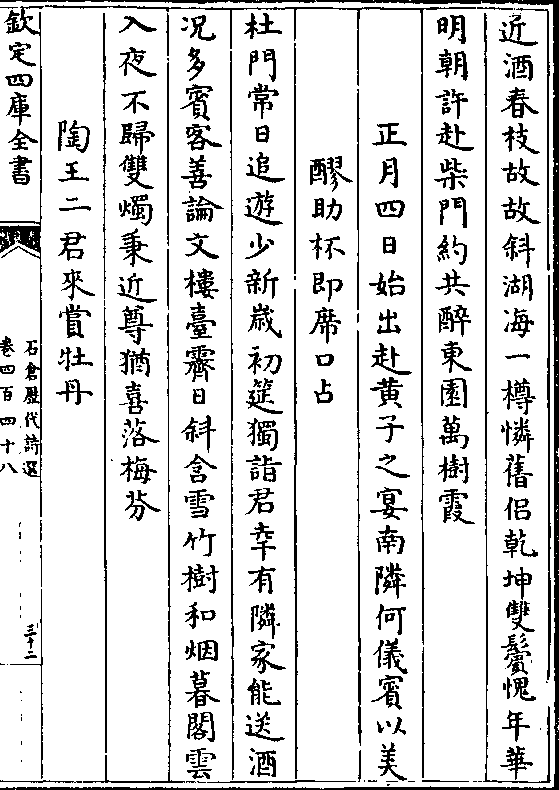 近酒春枝故故斜湖海一樽憐舊侣乾坤雙鬢愧年華
明朝許赴柴門約共醉東園萬樹霞
正月四日始出赴黄子之宴南隣何儀賓以美
醪助杯即席口占
杜門常日追遊少新歳初筵獨詣君幸有隣家能送酒
况多賓客善論文樓臺霽日斜含雪竹樹和烟暮閣雲
入夜不歸雙燭秉近尊猶喜落梅芬
陶王二君來賞牡丹
欽定四庫全書
石倉歴代詩選
卷四百四十八
三十二